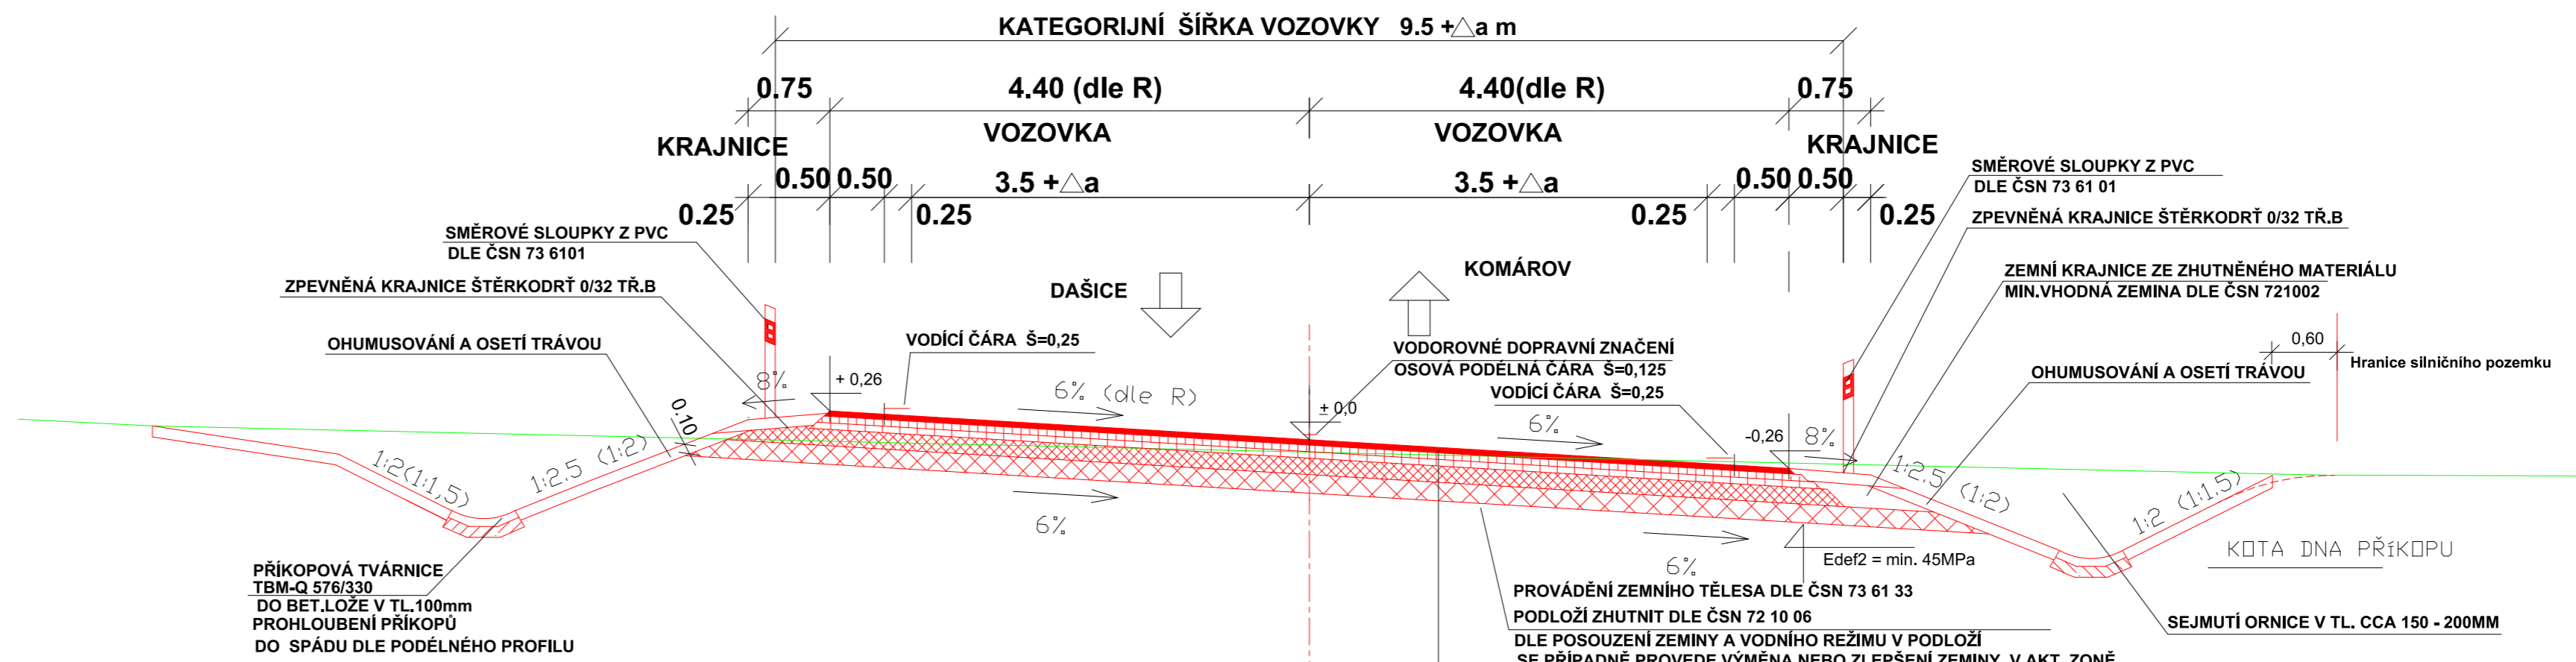 KATEGORIJNÍ ŠÍŘKA VOZOVKY 9.5 +△a m
0.75 4.40 (dle R) 4.40(dle R) 0.75
KRAJNICE VOZOVKA VOZOVKA KRAJNICE
0.50 0.50 3.5 +△a 3.5 +△a 0.50 0.50
0.25 0.25 0.25 0.25
SMĚROVÉ SLOUPKY Z PVC
DLE ČSN 73 6101
ZPEVNĚNÁ KRAJNICE ŠTĚRKODRŤ 0/32 TŘ.B
OHUMUSOVÁNÍ A OSETÍ TRÁVOU
SMĚROVÉ SLOUPKY Z PVC
DLE ČSN 73 61 01
ZPEVNĚNÁ KRAJNICE ŠTĚRKODRŤ 0/32 TŘ.B
ZEMNÍ KRAJNICE ZE ZHUTNĚNÉHO MATERIÁLU
MIN.VHODNÁ ZEMINA DLE ČSN 721002
OHUMUSOVÁNÍ A OSETÍ TRÁVOU
0,60
Hranice silničního pozemku
DAŠICE
KOMÁROV
VODÍCÍ ČÁRA Š=0,25
VODOROVNÉ DOPRAVNÍ ZNAČENÍ
OSOVÁ PODÉLNÁ ČÁRA Š=0,125
VODÍCÍ ČÁRA Š=0,25
8%
+ 0,26
6% (dle R)
± 0,0
6%
-0,26
8%
0.10
1:2(1:1,5)
1:2.5 (1:2)
1:2.5 (1:2)
1:2 (1:1.5)
6%
6%
Edef2 = min. 45MPa
KOTA DNA PŘÍKOPU
PŘÍKOPOVÁ TVÁRNICE
TBM-Q 576/330
DO BET.LOŽE V TL.100mm
PROHLOUBENÍ PŘÍKOPŮ
DO SPÁDU DLE PODÉLNÉHO PROFILU
PROVÁDĚNÍ ZEMNÍHO TĚLESA DLE ČSN 73 61 33
PODLOŽÍ ZHUTNIT DLE ČSN 72 10 06
DLE POSOUZENÍ ZEMINY A VODNÍHO REŽIMU V PODLOŽÍ
SE PŘÍPADNĚ PROVEDE VÝMĚNA NEBO ZLEPŠENÍ ZEMINY V AKT. ZÓNĚ
SEJMUTÍ ORNICE V TL. CCA 150 - 200MM